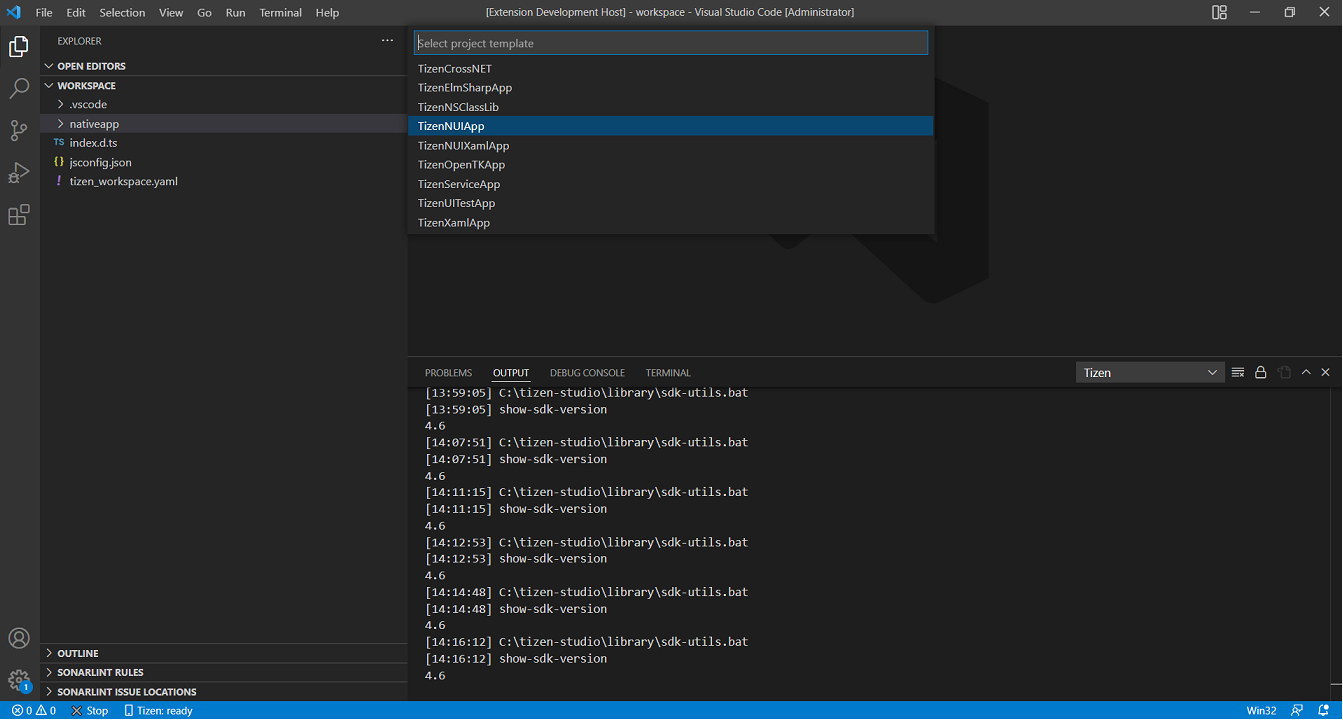 File Edit Selection View Go Run Terminal Help
[Extension Development Host] - workspace - Visual Studio Code [Administrator]
EXPLORER
OPEN EDITORS
WORKSPACE
.vscode
nativeapp
TS index.d.ts
{} jsconfig.json
! tizen_workspace.yaml
Select project template
TizenCrossNET
TizenElmSharpApp
TizenNSClassLib
TizenNUIApp
TizenNUIXamlApp
TizenOpenTKApp
TizenServiceApp
TizenUITestApp
TizenXamlApp
PROBLEMS OUTPUT DEBUG CONSOLE TERMINAL
Tizen
[13:59:05] C:\tizen-studio\library\sdk-utils.bat
[13:59:05] show-sdk-version
4.6
[14:07:51] C:\tizen-studio\library\sdk-utils.bat
[14:07:51] show-sdk-version
4.6
[14:11:15] C:\tizen-studio\library\sdk-utils.bat
[14:11:15] show-sdk-version
4.6
[14:12:53] C:\tizen-studio\library\sdk-utils.bat
[14:12:53] show-sdk-version
4.6
[14:14:48] C:\tizen-studio\library\sdk-utils.bat
[14:14:48] show-sdk-version
4.6
[14:16:12] C:\tizen-studio\library\sdk-utils.bat
[14:16:12] show-sdk-version
4.6
OUTLINE
SONARLINT RULES
SONARLINT ISSUE LOCATIONS
1
0 0 Stop Tizen: ready
Win32